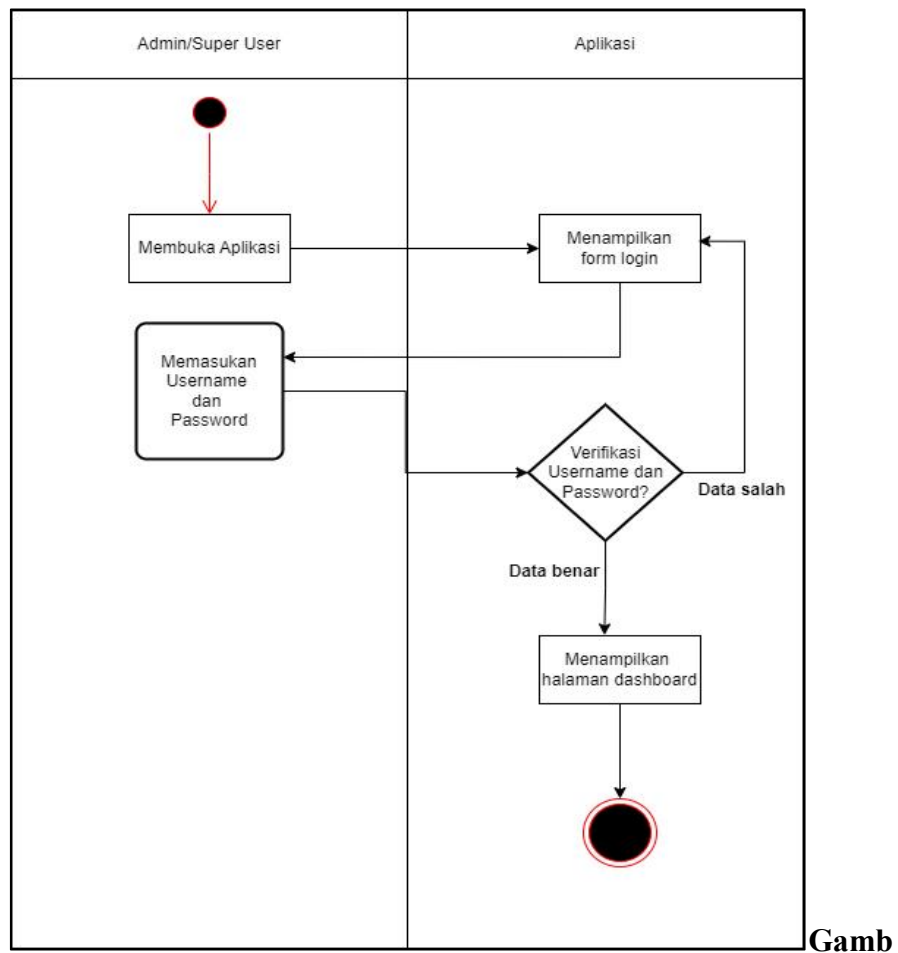 Admin/Super User
Aplikasi
Membuka Aplikasi
Menampilkan
form login
Memasukan
Username
dan
Password
Verifikasi
Username dan
Password?
Data salah
Data benar
Menampilkan
halaman dashboard
Gamb